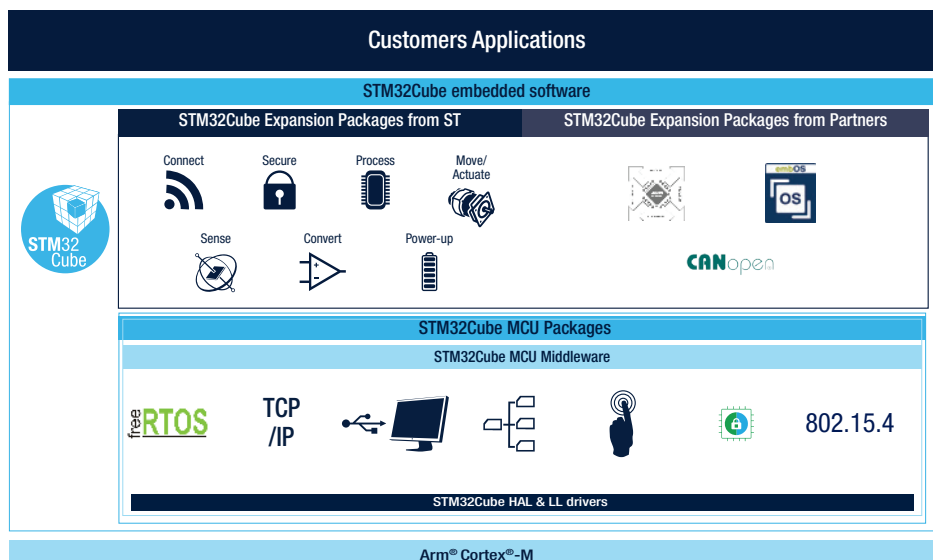 Customers Applications
STM32Cube embedded software
STM32Cube Expansion Packages from ST
STM32Cube Expansion Packages from Partners
Connect
Secure
Process
Move/
Actuate
embOS
OS
STM32
Cube
Sense
Convert
Power-up
CANopen
STM32Cube MCU Packages
STM32Cube MCU Middleware
freeRTOS
TCP
/IP
802.15.4
STM32Cube HAL & LL drivers
Arm® Cortex®-M